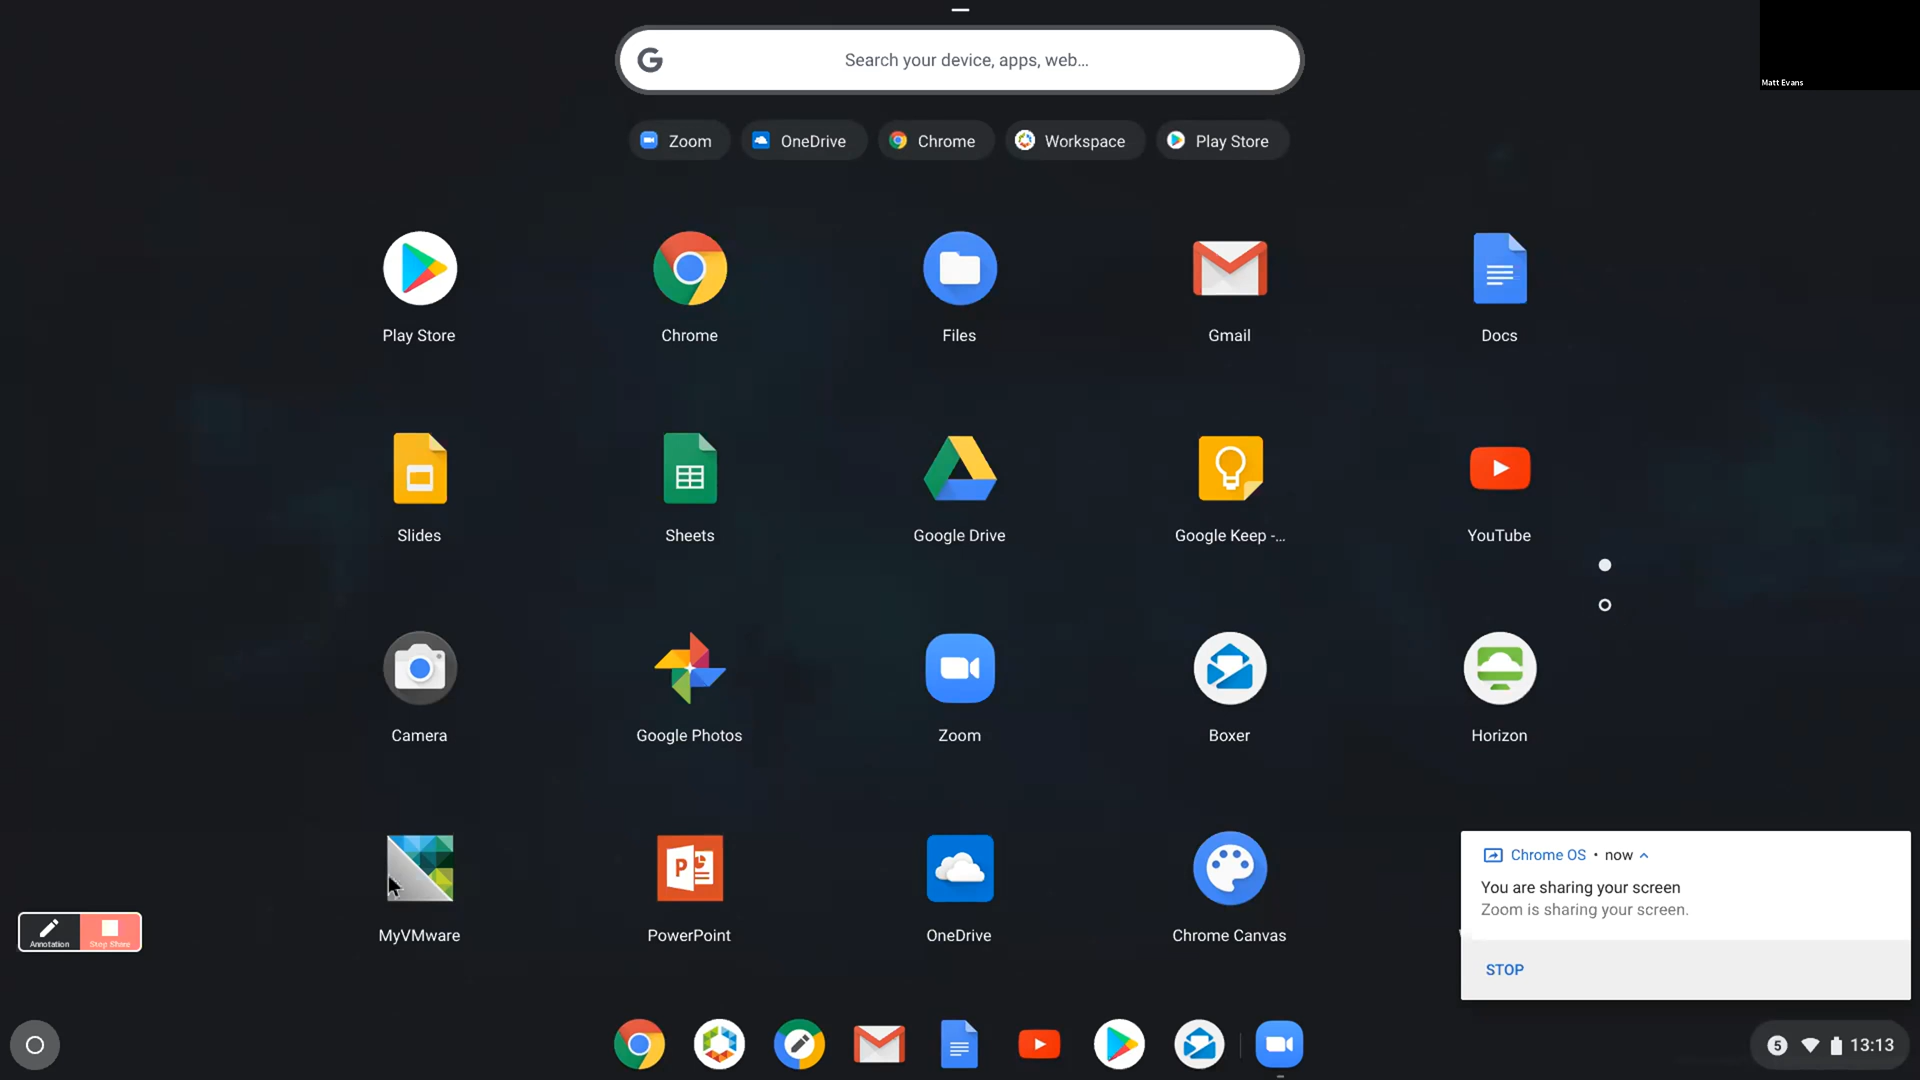 Search your device, apps, web...
Matt Evans
Zoom
OneDrive
Chrome
Workspace
Play Store
Play Store
Chrome
Files
Gmail
Docs
Slides
Sheets
Google Drive
Google Keep -...
YouTube
Camera
Google Photos
Zoom
Boxer
Horizon
MyVMware
PowerPoint
OneDrive
Chrome Canvas
Chrome OS • now
You are sharing your screen
Zoom is sharing your screen.
STOP
Annotation
Stop Share
5
13:13